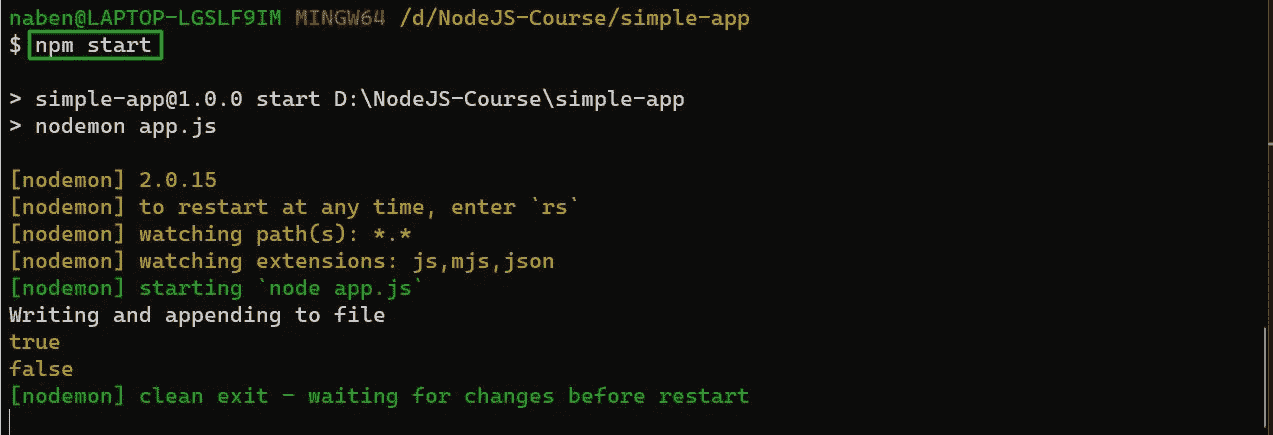 naben@LAPTOP-LGSLF9IM MINGW64 /d/NodeJS-Course/simple-app
$ npm start
> simple-app@1.0.0 start D:\NodeJS-Course\simple-app
> nodemon app.js
[nodemon] 2.0.15
[nodemon] to restart at any time, enter `rs`
[nodemon] watching path(s): *.*
[nodemon] watching extensions: js,mjs,json
[nodemon] starting `node app.js`
Writing and appending to file
true
false
[nodemon] clean exit - waiting for changes before restart